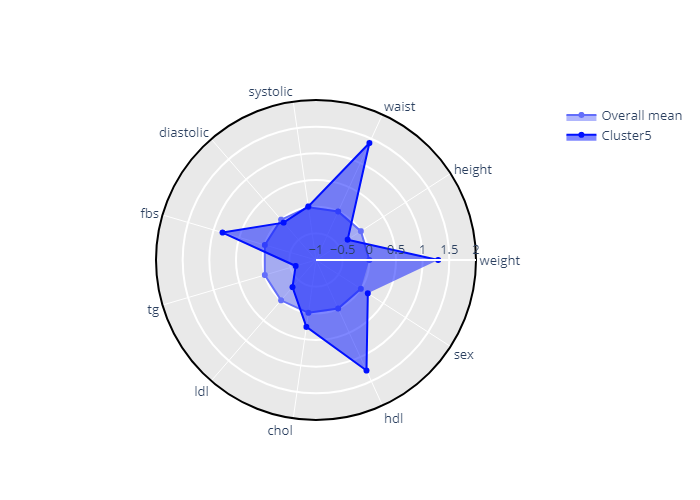 systolic
waist
diastolic
height
fbs
−1 −0.5 0 0.5 1 1.5 2
weight
tg
sex
ldl
hdl
chol
Overall mean
Cluster5